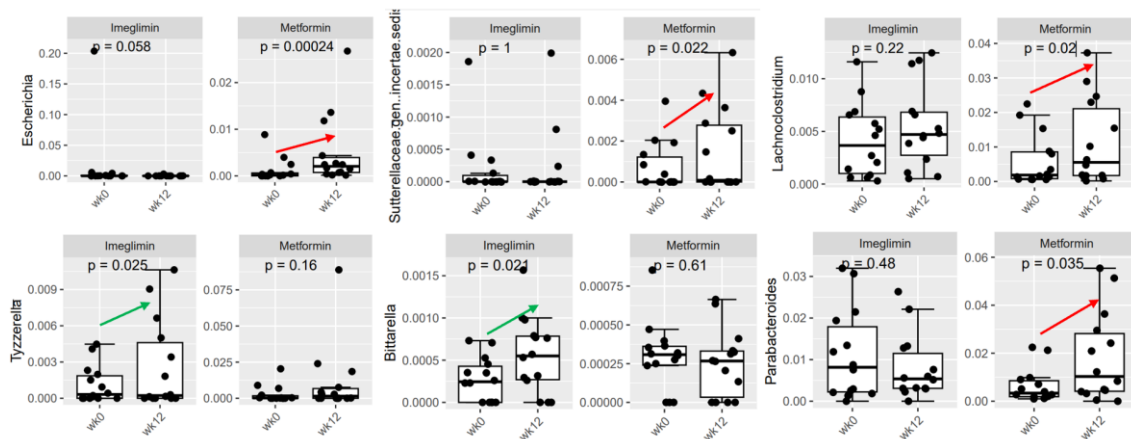 Escherichia
Imeglimin
p = 0.058
0.20
0.15
0.10
0.05
0.00
wk0
wk12
Metformin
p = 0.00024
0.02
0.01
0.00
wk0
wk12
Sutterellaceae.gen..incertae.sedis
Imeglimin
p = 1
0.0020
0.0015
0.0010
0.0005
0.0000
wk0
wk12
Metformin
p = 0.022
0.006
0.004
0.002
0.000
wk0
wk12
Lachnoclostridium
Imeglimin
p = 0.22
0.010
0.005
0.000
wk0
wk12
Metformin
p = 0.02
0.04
0.03
0.02
0.01
0.00
wk0
wk12
Tyzzerella
Imeglimin
p = 0.025
0.009
0.006
0.003
0.000
wk0
wk12
Metformin
p = 0.16
0.075
0.050
0.025
0.000
wk0
wk12
Bittarella
Imeglimin
p = 0.021
0.0015
0.0010
0.0005
0.0000
wk0
wk12
Metformin
p = 0.61
0.00075
0.00050
0.00025
0.00000
wk0
wk12
Parabacteroides
Imeglimin
p = 0.48
0.03
0.02
0.01
0.00
wk0
wk12
Metformin
p = 0.035
0.06
0.04
0.02
0.00
wk0
wk12